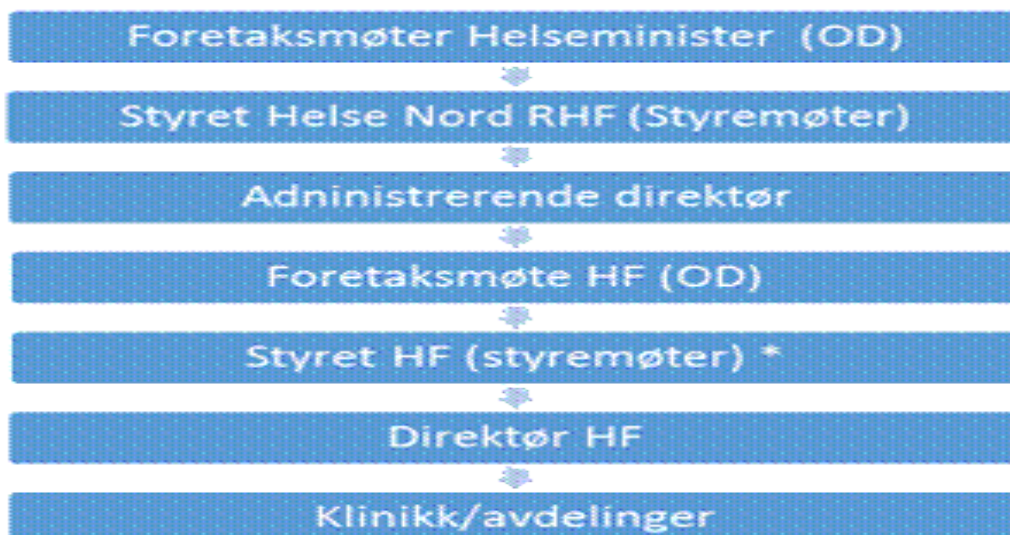 Foretaksmøter Helseminister (OD)
Styret Helse Nord RHF (Styremøter)
Adninistrerende direktør
Foretaksmøte HF (OD)
Styret HF (styremøter) *
Direktør HF
Klinikk/avdelinger